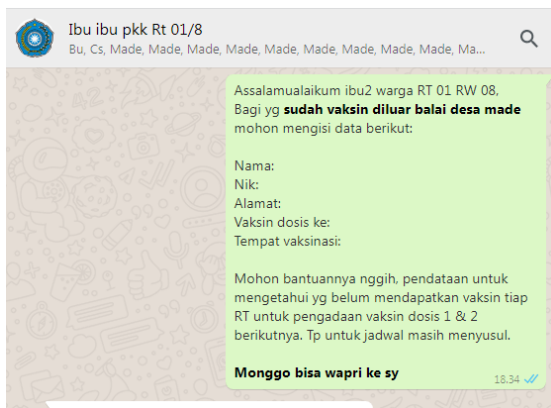 Ibu ibu pkk Rt 01/8
Bu, Cs, Made, Made, Made, Made, Made, Made, Made, Made, Made, Ma...
Assalamualaikum ibu2 warga RT 01 RW 08,
Bagi yg sudah vaksin diluar balai desa made
mohon mengisi data berikut:
Nama:
Nik:
Alamat:
Vaksin dosis ke:
Tempat vaksinasi:
Mohon bantuannya nggih, pendataan untuk
mengetahui yg belum mendapatkan vaksin tiap
RT untuk pengadaan vaksin dosis 1 & 2
berikutnya. Tp untuk jadwal masih menyusul.
Monggo bisa wapri ke sy
18.34